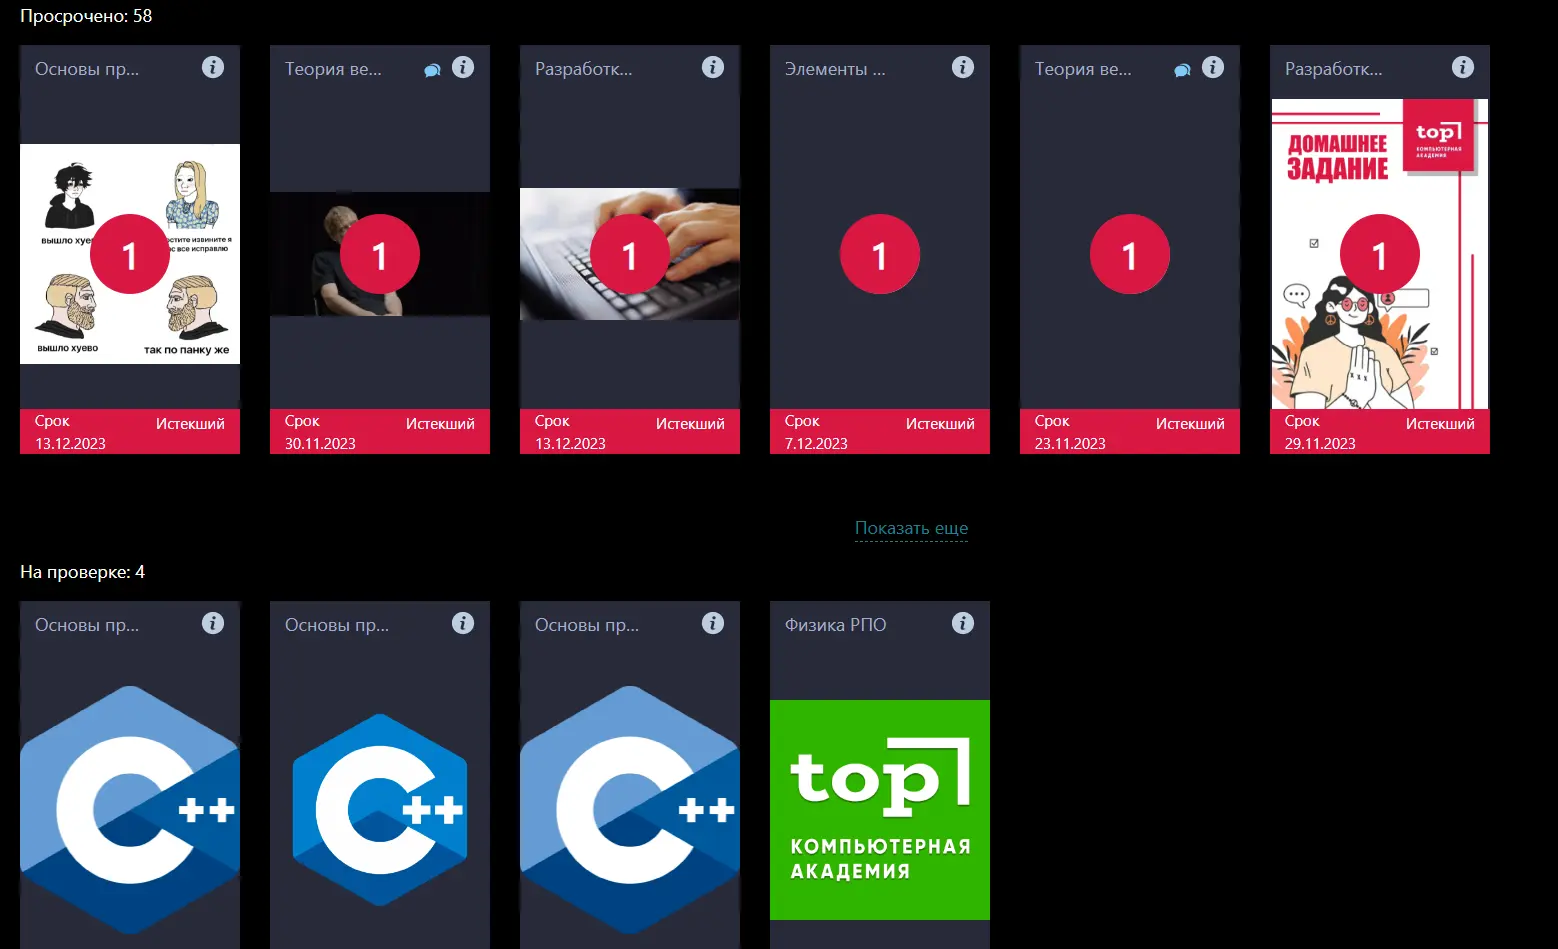 Просрочено: 58
Основы пр...
Теория ве...
Разработк...
Элементы ...
Теория ве...
Разработк...
вышло
стите извините я
с все исправлю
вышло хуево
так по панку же
1
1
1
1
1
1
ДОМАШНЕЕ
ЗАДАНИЕ
top
КОМПЬЮТЕРНАЯ
АКАДЕМИЯ
Срок
13.12.2023
Истекший
Срок
30.11.2023
Истекший
Срок
13.12.2023
Истекший
Срок
7.12.2023
Истекший
Срок
23.11.2023
Истекший
Срок
29.11.2023
Истекший
Показать еще
На проверке: 4
Основы пр...
Основы пр...
Основы пр...
Физика РПО
C++
C++
C++
top
КОМПЬЮТЕРНАЯ
АКАДЕМИЯ